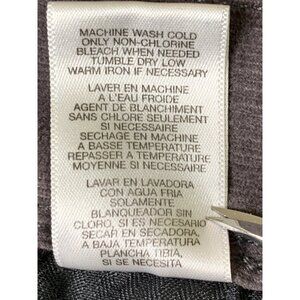 MACHINE WASH COLD
ONLY NON-CHLORINE
BLEACH WHEN NEEDED
TUMBLE DRY LOW
WARM IRON IF NECESSARY
LAVER EN MACHINE
A L'EAU FROIDE
AGENT DE BLANCHIMENT
SANS CHLORE SEULEMENT
SI NECESSAIRE
SECHAGE EN MACHINE
A BASSE TEMPERATURE
REPASSER A TEMPERATURE
MOYENNE SI NECESSAIRE
LAVAR EN LAVADORA
CON AGUA FRIA
SOLAMENTE
BLANQUEADOR SIN
CLORO, SI ES NECESARIO
SECAR EN SECADORA,
A BAJA TEMPERATURA
PLANCHA TIBIA,
SI SE NECESITA